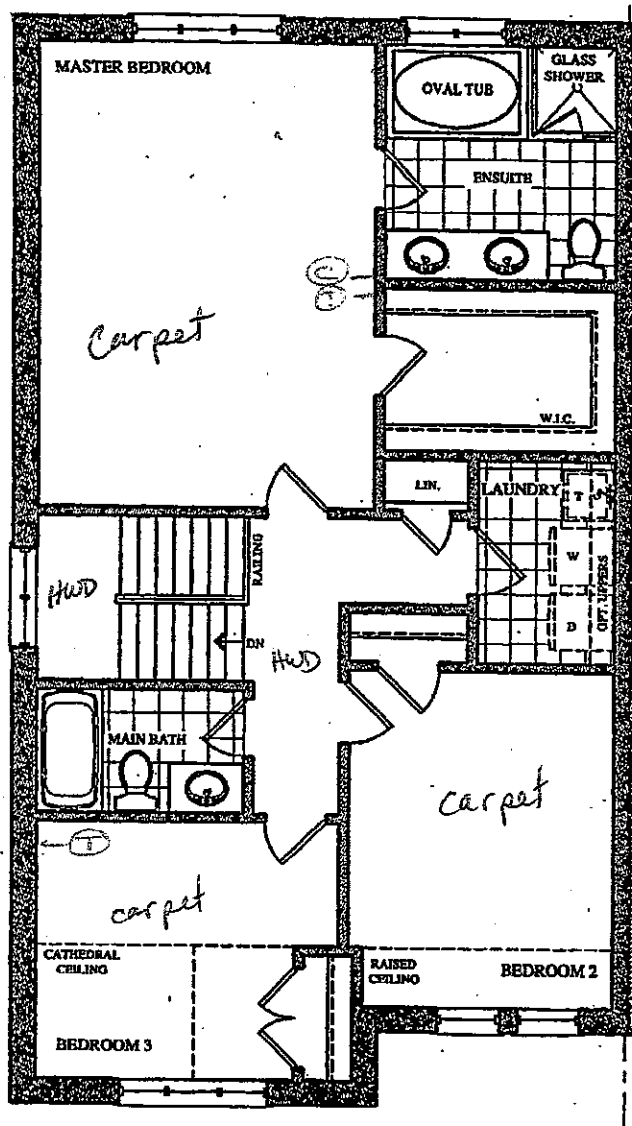 MASTER BEDROOM
OVAL TUB
GLASS
SHOWER
ENSUITE
C
T
Carpet
W.I.C.
LIN.
LAUNDRY
T
W
D
OPT. UPPERS
RAILING
HWD
DN
HWD
MAIN BATH
carpet
T
carpet
CATHEDRAL
CEILING
BEDROOM 3
RAISED
CEILING
BEDROOM 2